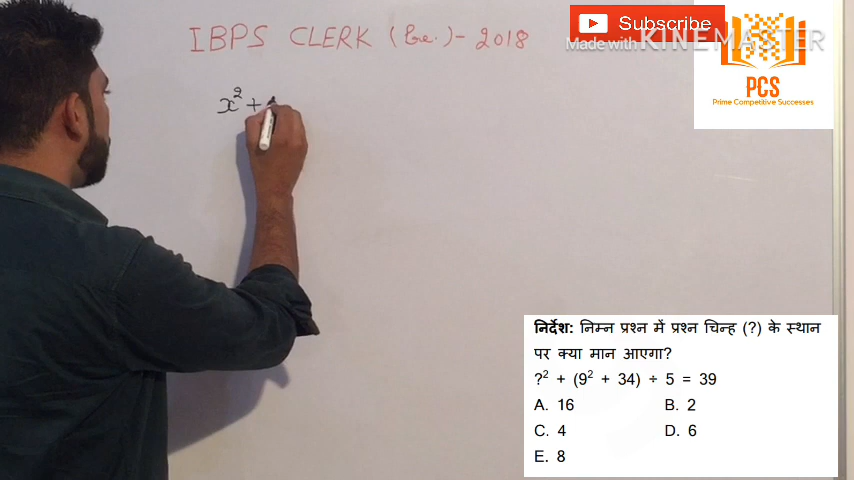 Subscribe
Made with KINEMASTER
IBPS CLERK (Pre.) - 2018
PCS
Prime Competitive Successes
x² +
निर्देश: निम्न प्रश्न में प्रश्न चिन्ह (?) के स्थान
पर क्या मान आएगा?
?² + (9² + 34) ÷ 5 = 39
A. 16 B. 2
C. 4 D. 6
E. 8